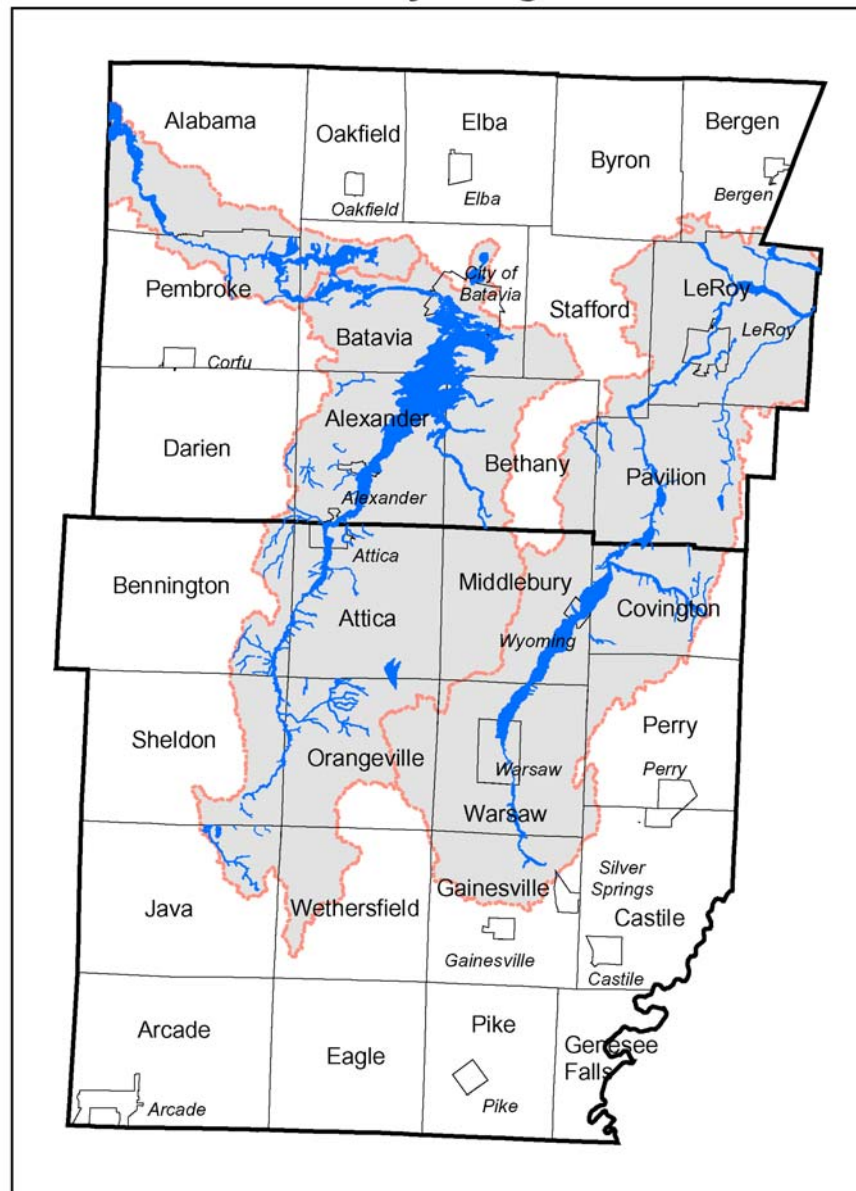 Alabama
Oakfield
Elba
Byron
Bergen
Oakfield
Elba
Bergen
Pembroke
City of
Batavia
Stafford
LeRoy
LeRoy
Batavia
Corfu
Darien
Alexander
Alexander
Bethany
Pavilion
Bennington
Attica
Attica
Middlebury
Wyoming
Covington
Sheldon
Orangeville
Warsaw
Warsaw
Perry
Perry
Java
Wethersfield
Gainesville
Silver
Springs
Castile
Gainesville
Castile
Arcade
Arcade
Eagle
Pike
Pike
Genesee
Falls